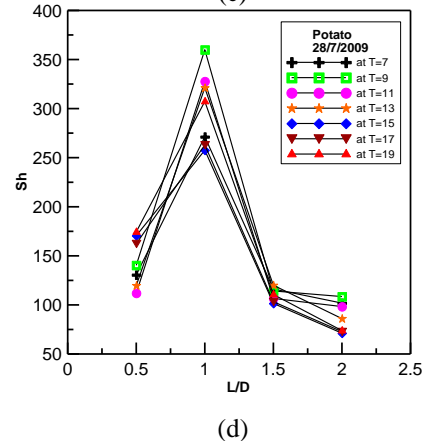 400
350
300
250
200
150
100
50
Sh
0
0.5
1
1.5
2
2.5
L/D
Potato
28/7/2009
at T=7
at T=9
at T=11
at T=13
at T=15
at T=17
at T=19
(d)